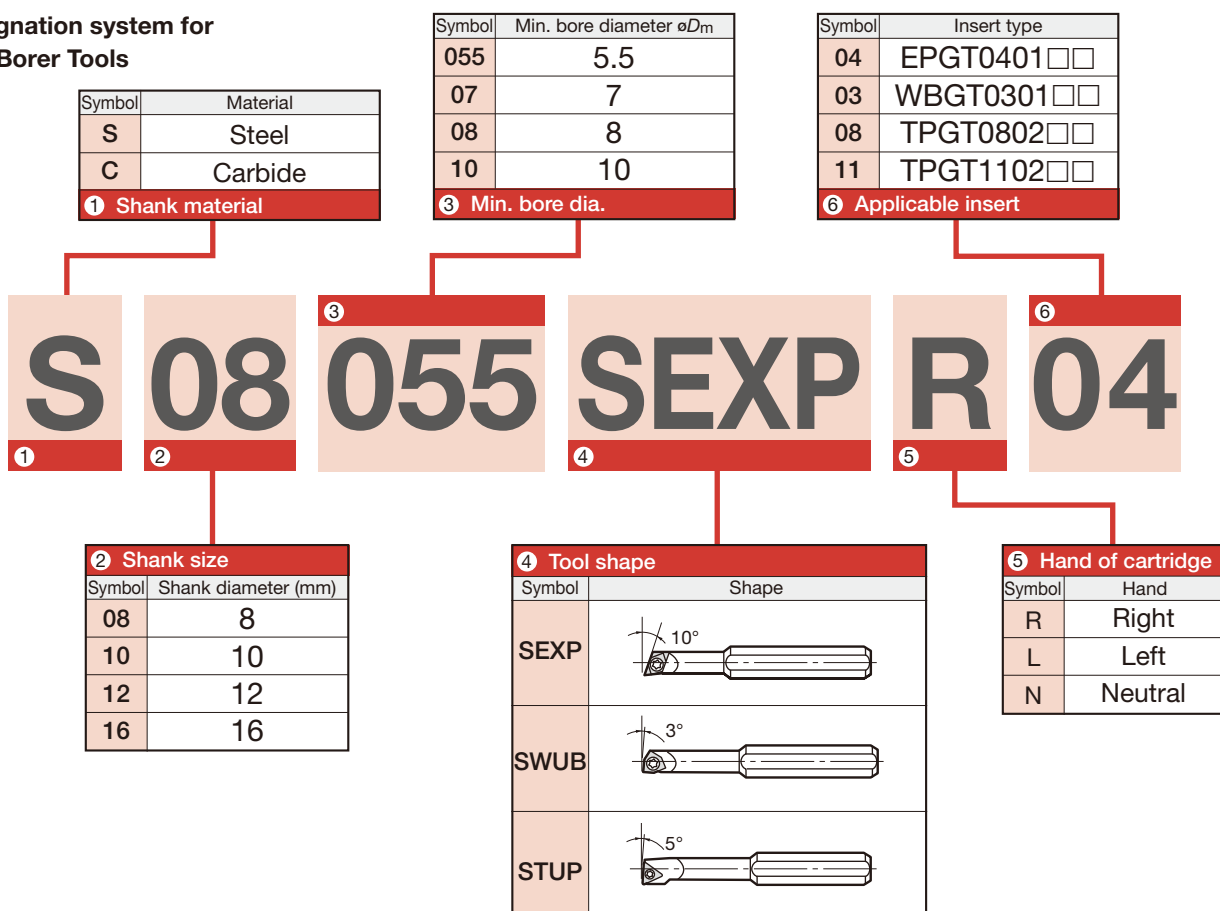 gnation system for
Borer Tools
Symbol Material
S Steel
C Carbide
① Shank material
Symbol Min. bore diameter øDm
055 5.5
07 7
08 8
10 10
③ Min. bore dia.
Symbol Insert type
04 EPGT0401□□
03 WBGT0301□□
08 TPGT0802□□
11 TPGT1102□□
⑥ Applicable insert
③ ⑥
S 08 055 SEXP R 04
① ② ④ ⑤
② Shank size
Symbol Shank diameter (mm)
08 8
10 10
12 12
16 16
④ Tool shape
Symbol Shape
SEXP 10°
SWUB 3°
STUP 5°
⑤ Hand of cartridge
Symbol Hand
R Right
L Left
N Neutral